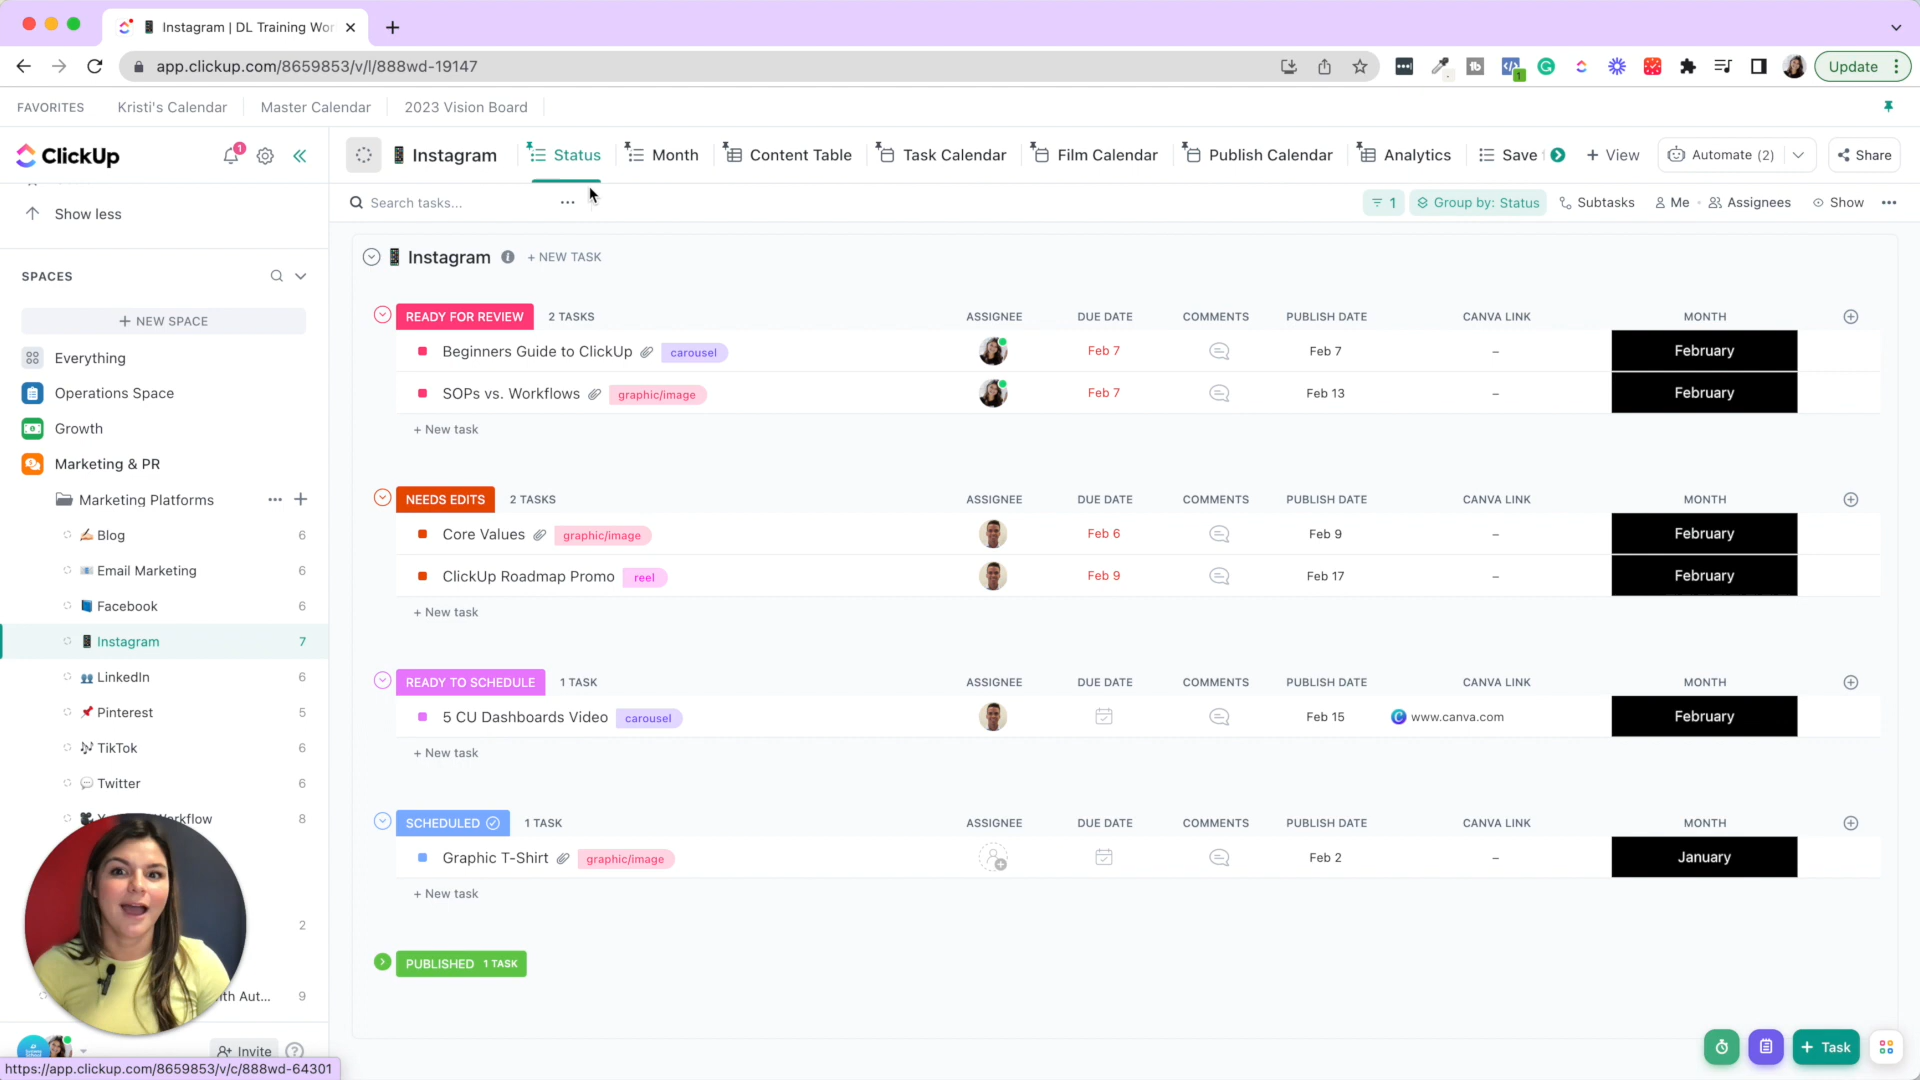 Instagram | DL Training Wor
app.clickup.com/8659853/v/l/888wd-19147
Update
FAVORITES Kristi's Calendar Master Calendar 2023 Vision Board
ClickUp
1
Show less
SPACES
+ NEW SPACE
Everything
Operations Space
Growth
Marketing & PR
Marketing Platforms
Blog 6
Email Marketing 6
Facebook 6
Instagram 7
LinkedIn 6
Pinterest 5
TikTok 6
Twitter 6
rkflow 8
2
ith Aut... 9
Invite
https://app.clickup.com/8659853/v/c/888wd-64301
Instagram Status Month Content Table Task Calendar Film Calendar Publish Calendar Analytics Save + View Automate (2) Share
Search tasks... 1 Group by: Status Subtasks Me Assignees Show
Instagram + NEW TASK
READY FOR REVIEW 2 TASKS ASSIGNEE DUE DATE COMMENTS PUBLISH DATE CANVA LINK MONTH
Beginners Guide to ClickUp carousel Feb 7 Feb 7 – February
SOPs vs. Workflows graphic/image Feb 7 Feb 13 – February
+ New task
NEEDS EDITS 2 TASKS ASSIGNEE DUE DATE COMMENTS PUBLISH DATE CANVA LINK MONTH
Core Values graphic/image Feb 6 Feb 9 – February
ClickUp Roadmap Promo reel Feb 9 Feb 17 – February
+ New task
READY TO SCHEDULE 1 TASK ASSIGNEE DUE DATE COMMENTS PUBLISH DATE CANVA LINK MONTH
5 CU Dashboards Video carousel Feb 15 www.canva.com February
+ New task
SCHEDULED 1 TASK ASSIGNEE DUE DATE COMMENTS PUBLISH DATE CANVA LINK MONTH
Graphic T-Shirt graphic/image Feb 2 – January
+ New task
PUBLISHED 1 TASK
+ Task